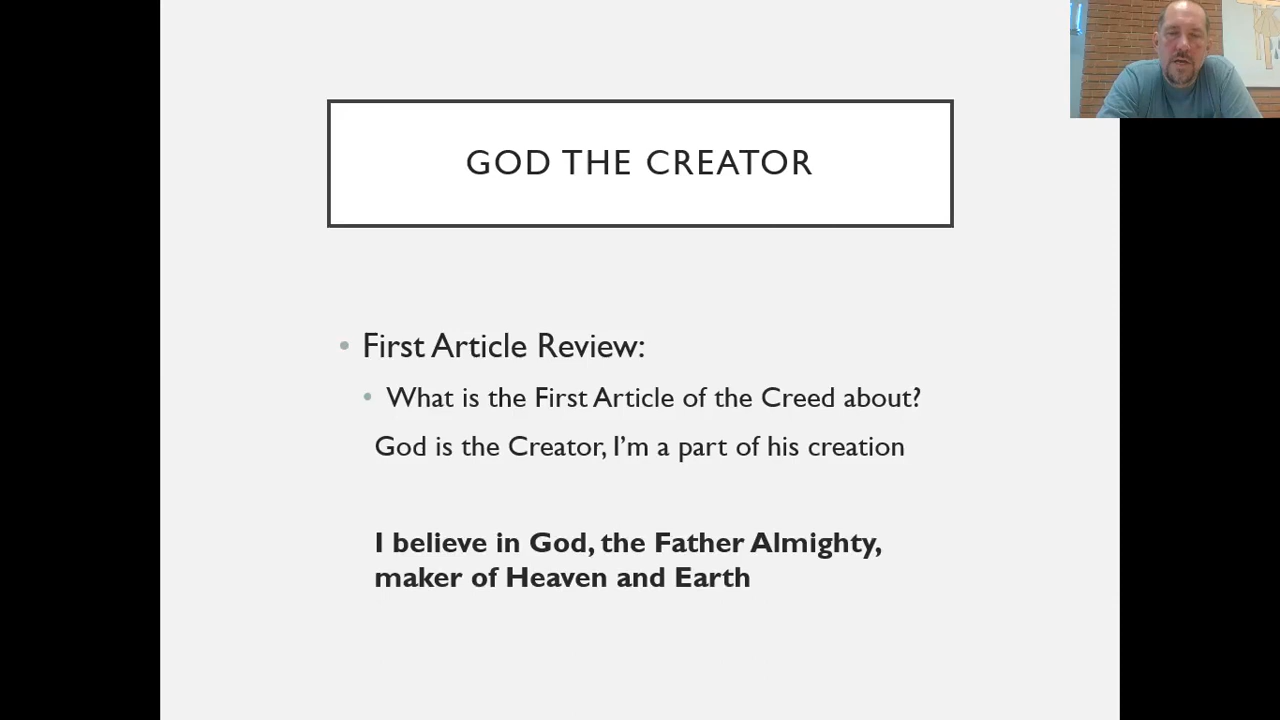 GOD THE CREATOR
• First Article Review:
• What is the First Article of the Creed about?
God is the Creator, I'm a part of his creation
I believe in God, the Father Almighty,
maker of Heaven and Earth